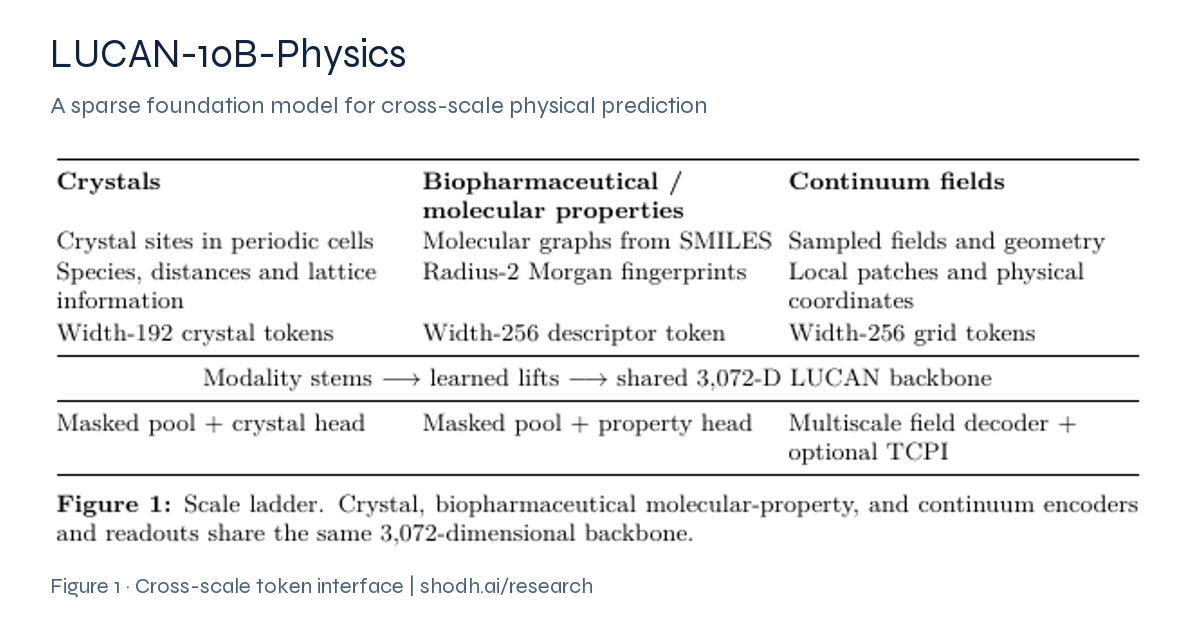 LUCAN-10B-Physics
A sparse foundation model for cross-scale physical prediction
Crystals
Biopharmaceutical /
molecular properties
Continuum fields
Crystal sites in periodic cells
Molecular graphs from SMILES
Sampled fields and geometry
Species, distances and lattice
information
Radius-2 Morgan fingerprints
Local patches and physical
coordinates
Width-192 crystal tokens
Width-256 descriptor token
Width-256 grid tokens
Modality stems ⟶ learned lifts ⟶ shared 3,072-D LUCAN backbone
Masked pool + crystal head
Masked pool + property head
Multiscale field decoder +
optional TCPI
Figure 1: Scale ladder. Crystal, biopharmaceutical molecular-property, and continuum encoders
and readouts share the same 3,072-dimensional backbone.
Figure 1 · Cross-scale token interface | shodh.ai/research